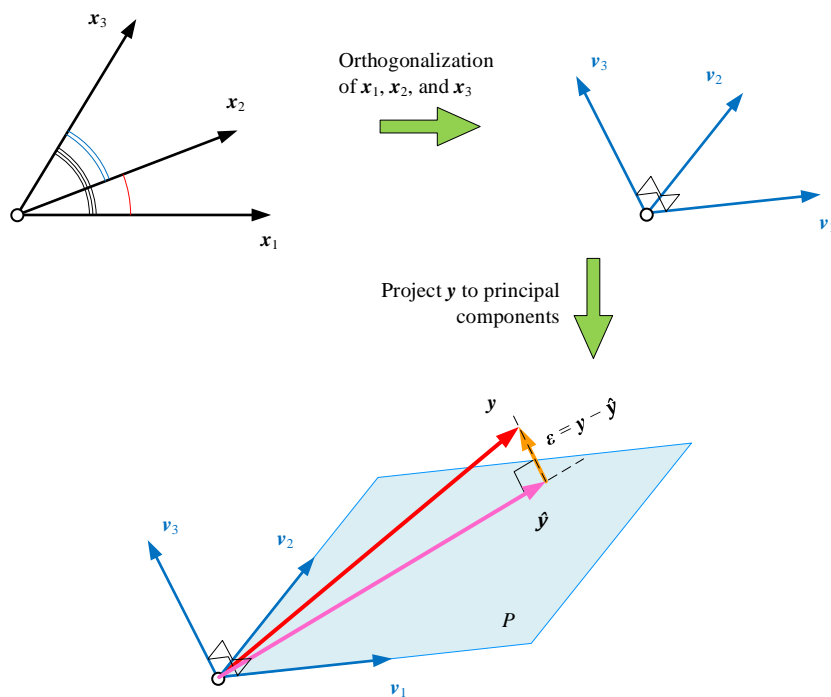 x3
x2
x1
Orthogonalization
of x1, x2, and x3
v3
v2
v
Project y to principal
components
y
ε = y − ŷ
ŷ
v3
v2
P
v1